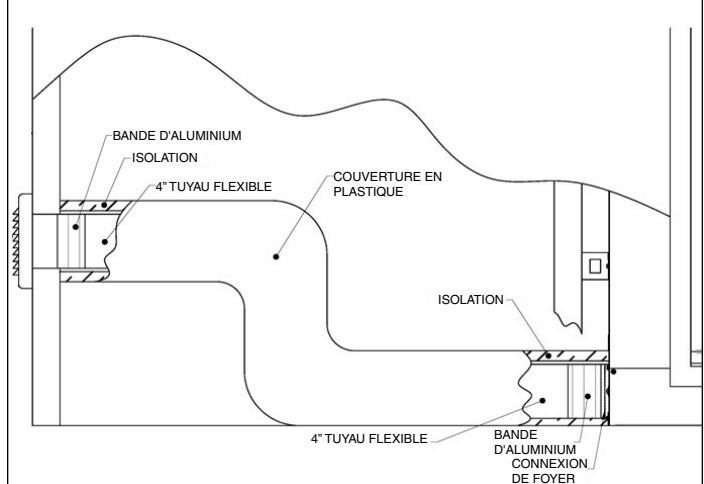 BANDE D'ALUMINIUM
ISOLATION
4" TUYAU FLEXIBLE
COUVERTURE EN
PLASTIQUE
ISOLATION
4" TUYAU FLEXIBLE
BANDE
D'ALUMINIUM
CONNEXION
DE FOYER